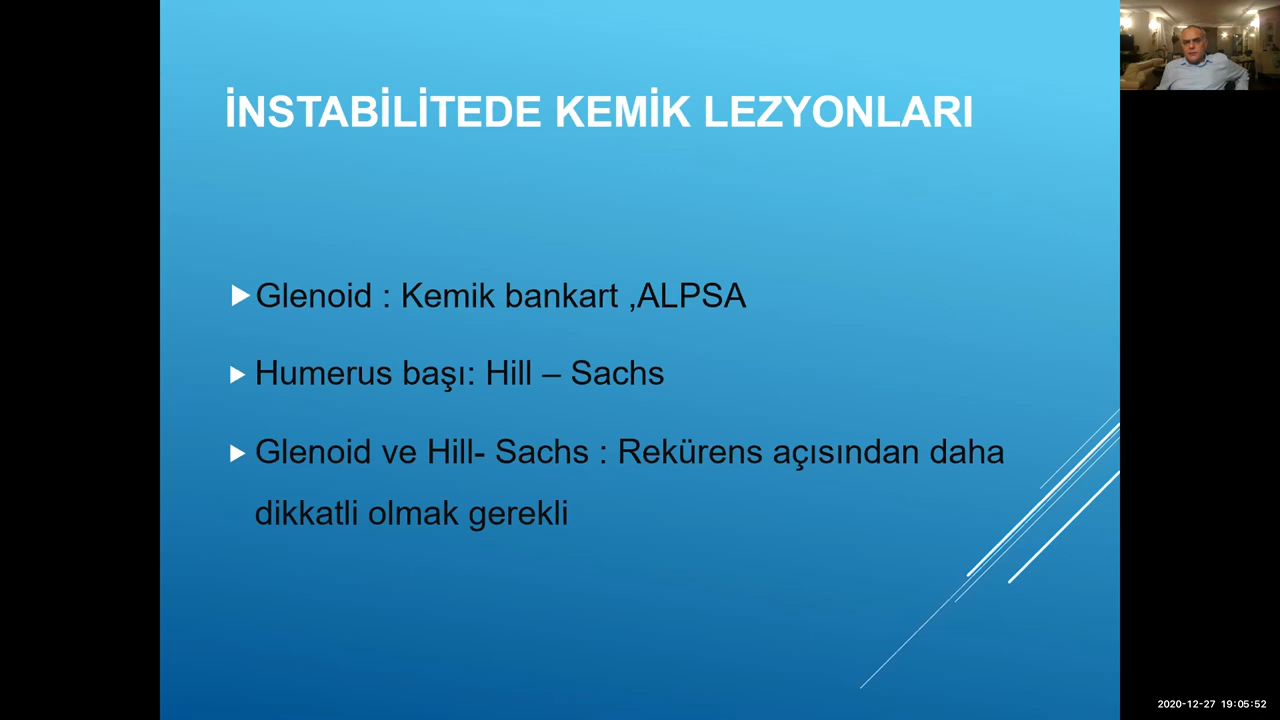 İNSTABİLİTEDE KEMİK LEZYONLARI
Glenoid : Kemik bankart ,ALPSA
Humerus başı: Hill – Sachs
Glenoid ve Hill- Sachs : Rekürens açısından daha
dikkatli olmak gerekli
2020-12-27 19:05:52